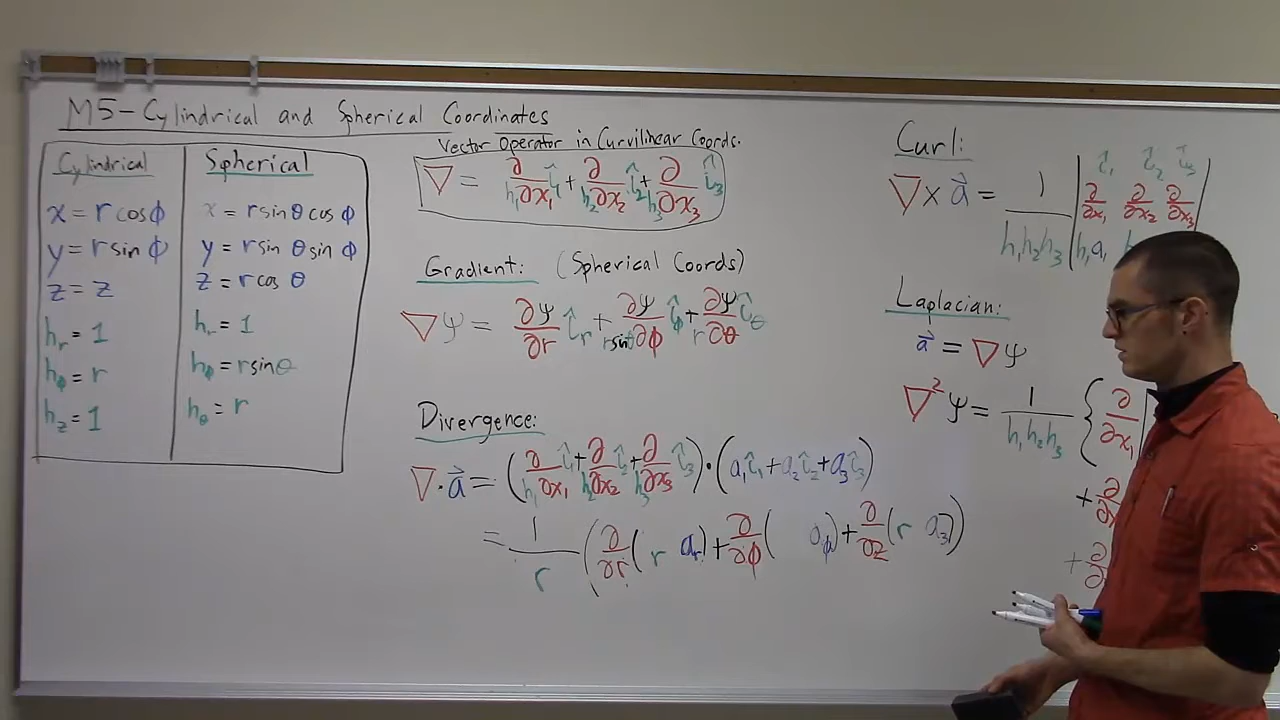 M5-Cylindrical and Spherical Coordinates
Cylindrical
x = r cos ϕ
y = r sin ϕ
z = z
h_r = 1
h_ϕ = r
h_z = 1
Spherical
x = r sin θ cos ϕ
y = r sin θ sin ϕ
z = r cos θ
h_r = 1
h_ϕ = r sin θ
h_θ = r
Vector Operator in Curvilinear Coords.
∇ = ∂/(h₁∂x₁) î₁ + ∂/(h₂∂x₂) î₂ + ∂/(h₃∂x₃) î₃
Gradient: (Spherical Coords)
∇ψ = ∂ψ/∂r î_r + ∂ψ/(r sinθ ∂ϕ) î_ϕ + ∂ψ/(r ∂θ) î_θ
Divergence:
∇·a⃗ = (∂/(h₁∂x₁) î₁ + ∂/(h₂∂x₂) î₂ + ∂/(h₃∂x₃) î₃)·(a₁î₁ + a₂î₂ + a₃î₃)
= 1/r (∂/∂r (r a_r) + ∂/∂ϕ ( a_ϕ) + ∂/∂z (r a_3))
Curl:
∇ x a⃗ = 1/(h₁h₂h₃) | î₁ î₂ î₃
∂/∂x₁ ∂/∂x₂ ∂/∂x₃ |
h₁a₁
Laplacian:
a⃗ = ∇ψ
∇²ψ = 1/(h₁h₂h₃) { ∂/∂x₁
+ ∂
+ ∂